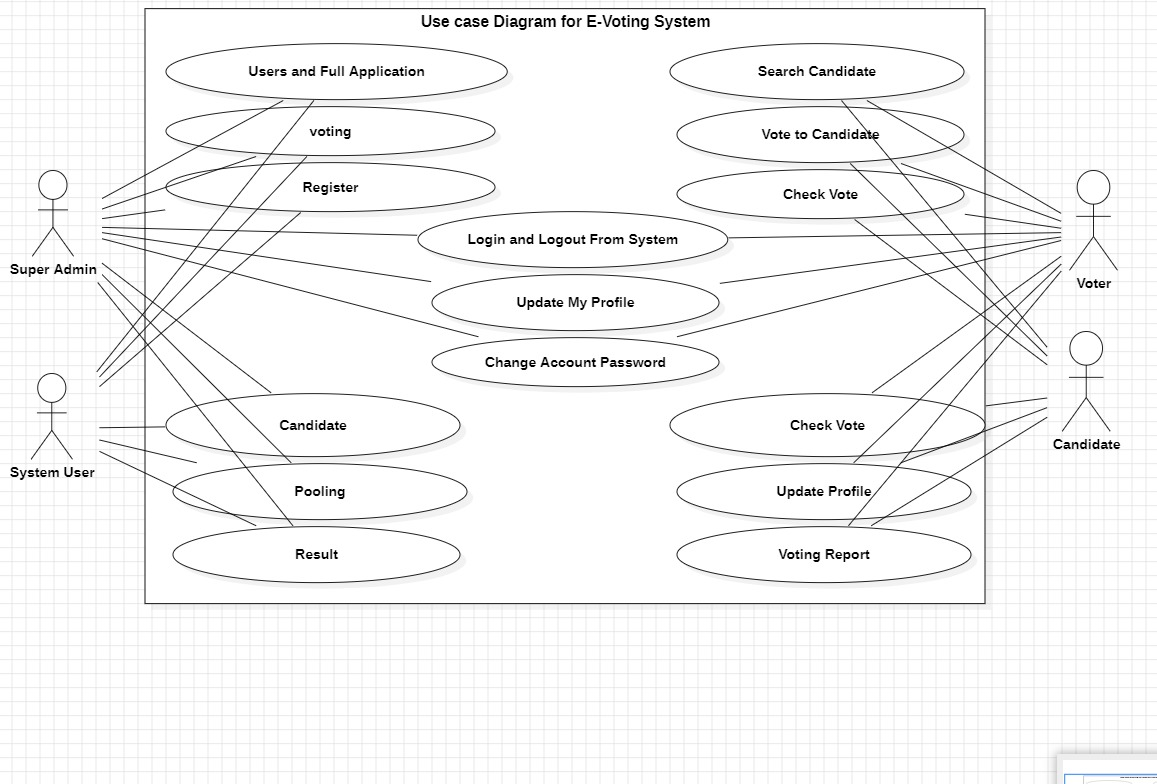 Use case Diagram for E-Voting System
Users and Full Application
voting
Register
Search Candidate
Vote to Candidate
Check Vote
Login and Logout From System
Update My Profile
Change Account Password
Super Admin
Voter
System User
Candidate
Candidate
Pooling
Result
Check Vote
Update Profile
Voting Report